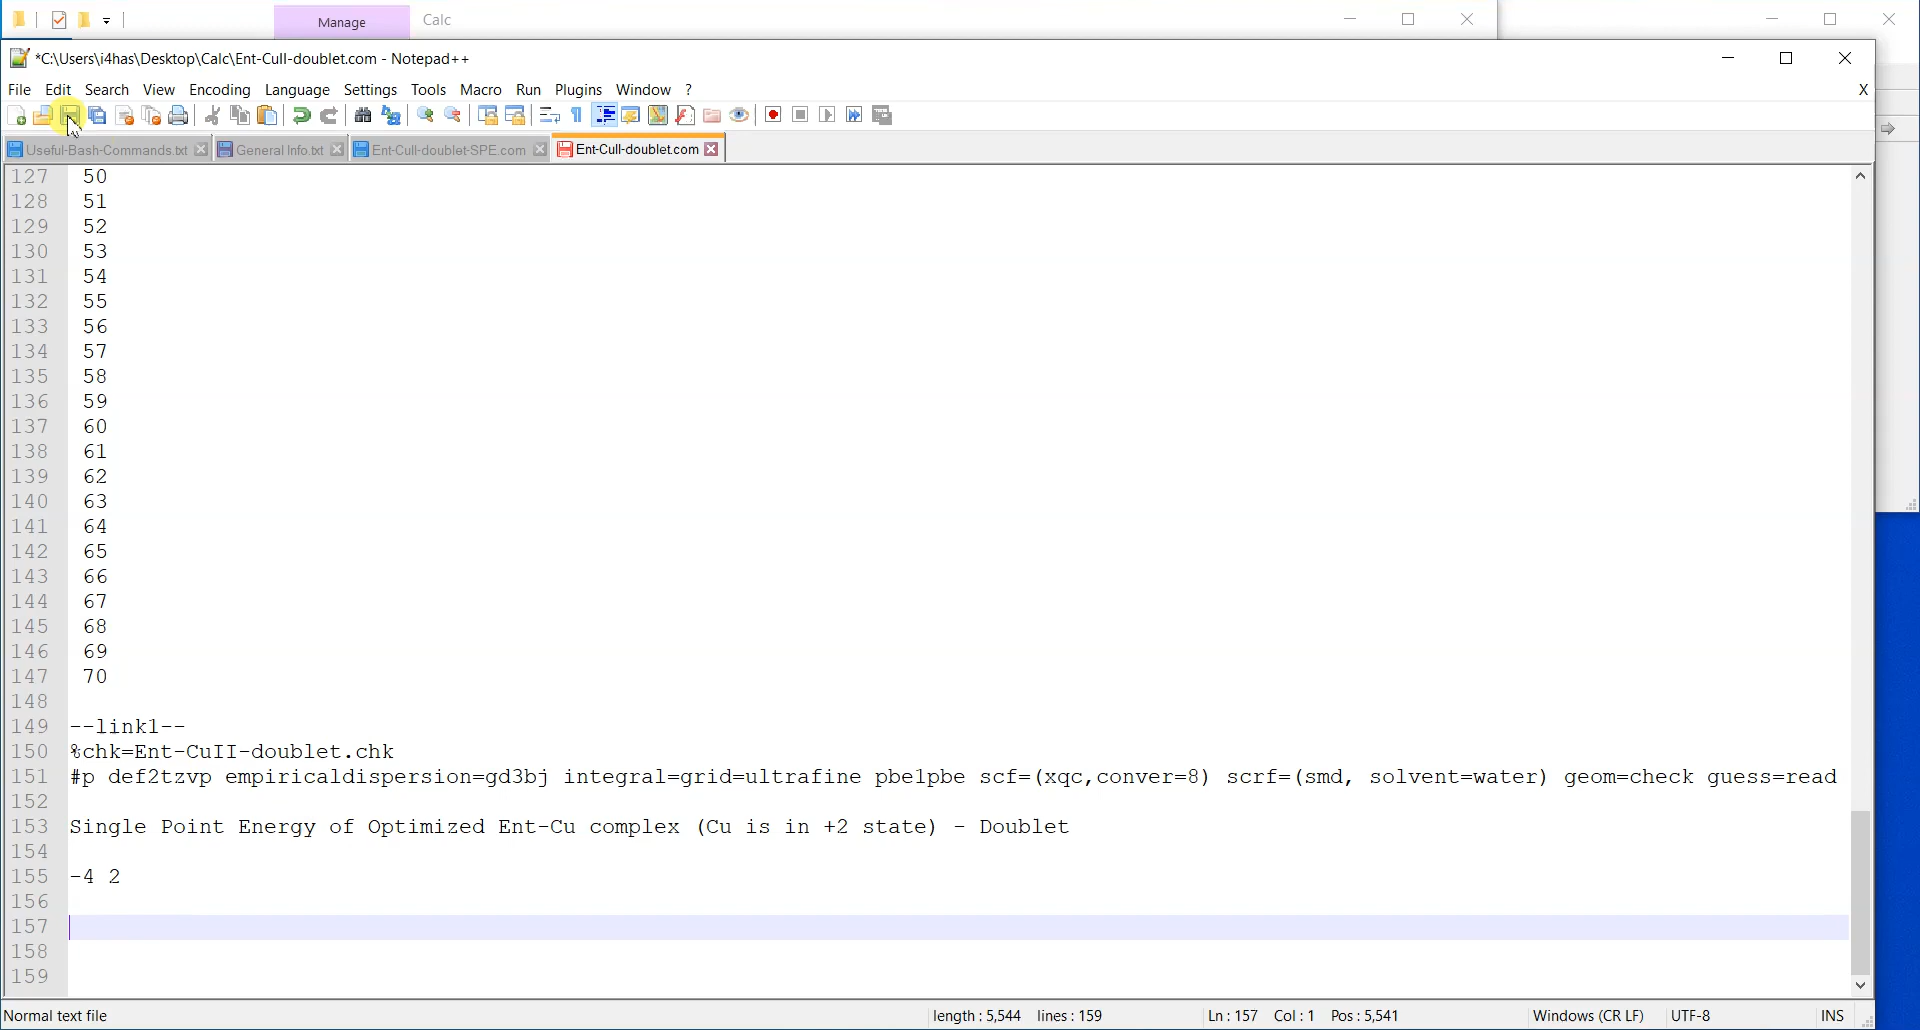 Manage
Calc
*C:\Users\i4has\Desktop\Calc\Ent-CuII-doublet.com - Notepad++
File Edit Search View Encoding Language Settings Tools Macro Run Plugins Window ?
X
Useful-Bash-Commands.txt General Info.txt Ent-CuII-doublet-SPE.com Ent-CuII-doublet.com
127 50
128 51
129 52
130 53
131 54
132 55
133 56
134 57
135 58
136 59
137 60
138 61
139 62
140 63
141 64
142 65
143 66
144 67
145 68
146 69
147 70
148
149 --link1--
150 %chk=Ent-CuII-doublet.chk
151 #p def2tzvp empiricaldispersion=gd3bj integral=grid=ultrafine pbe1pbe scf=(xqc,conver=8) scrf=(smd, solvent=water) geom=check guess=read
152
153 Single Point Energy of Optimized Ent-Cu complex (Cu is in +2 state) - Doublet
154
155 -4 2
156
157
158
159
Normal text file length : 5,544 lines : 159 Ln : 157 Col : 1 Pos : 5,541 Windows (CR LF) UTF-8 INS